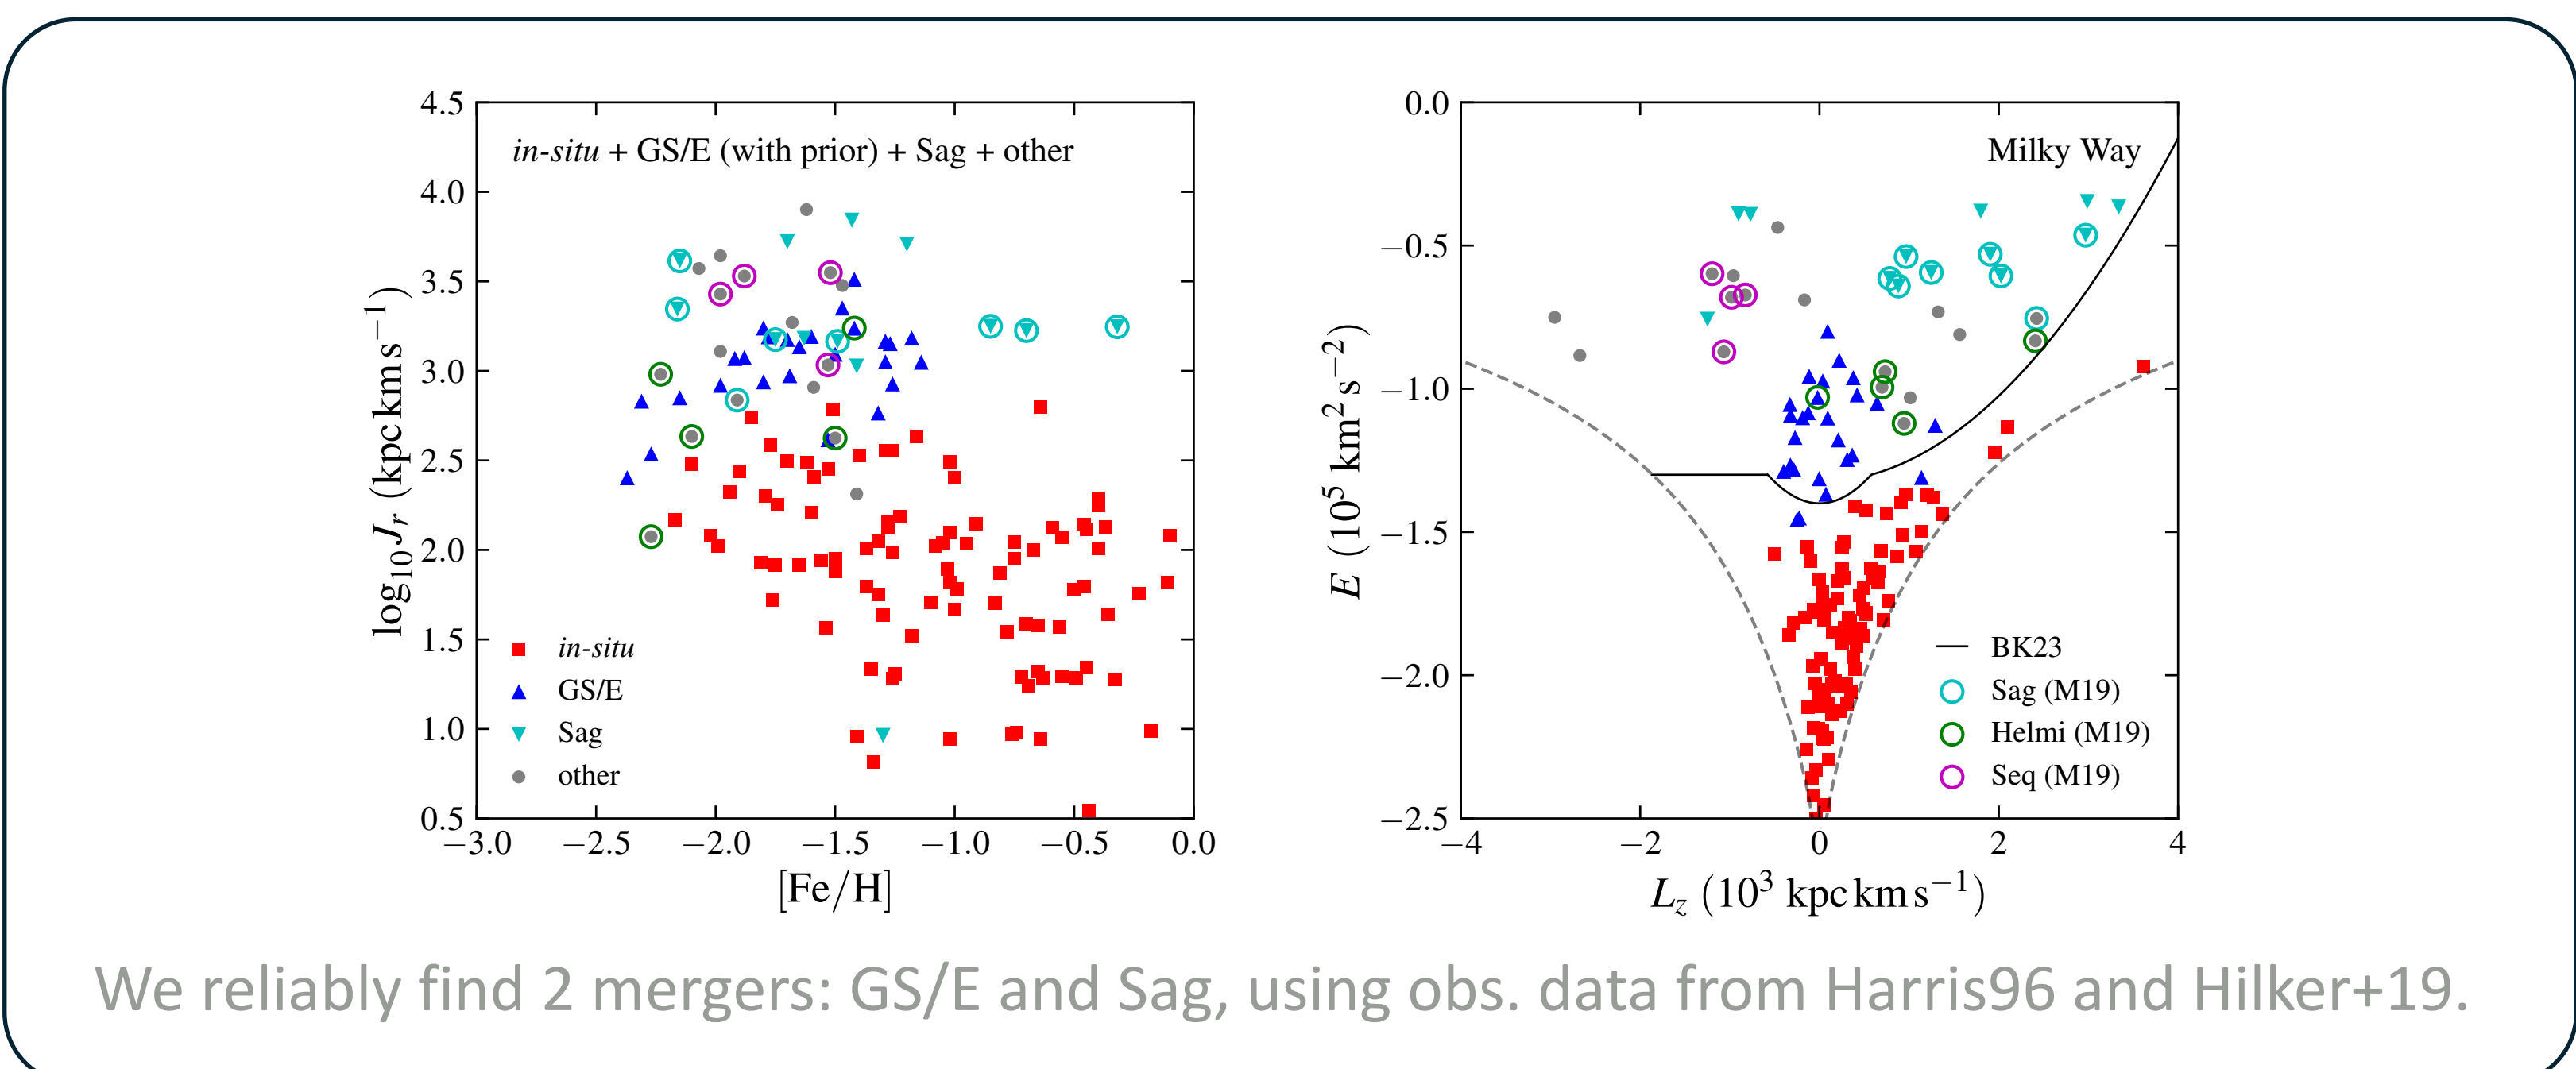 in-situ + GS/E (with prior) + Sag + other
4.5
4.0
3.5
3.0
2.5
2.0
1.5
1.0
0.5
log₁₀Jᵣ (kpc km s⁻¹)
in-situ
GS/E
Sag
other
−3.0 −2.5 −2.0 −1.5 −1.0 −0.5 0.0
[Fe/H]
Milky Way
0.0
−0.5
−1.0
−1.5
−2.0
−2.5
E (10⁵ km² s⁻²)
BK23
Sag (M19)
Helmi (M19)
Seq (M19)
−4 −2 0 2 4
L_z (10³ kpc km s⁻¹)
We reliably find 2 mergers: GS/E and Sag, using obs. data from Harris96 and Hilker+19.